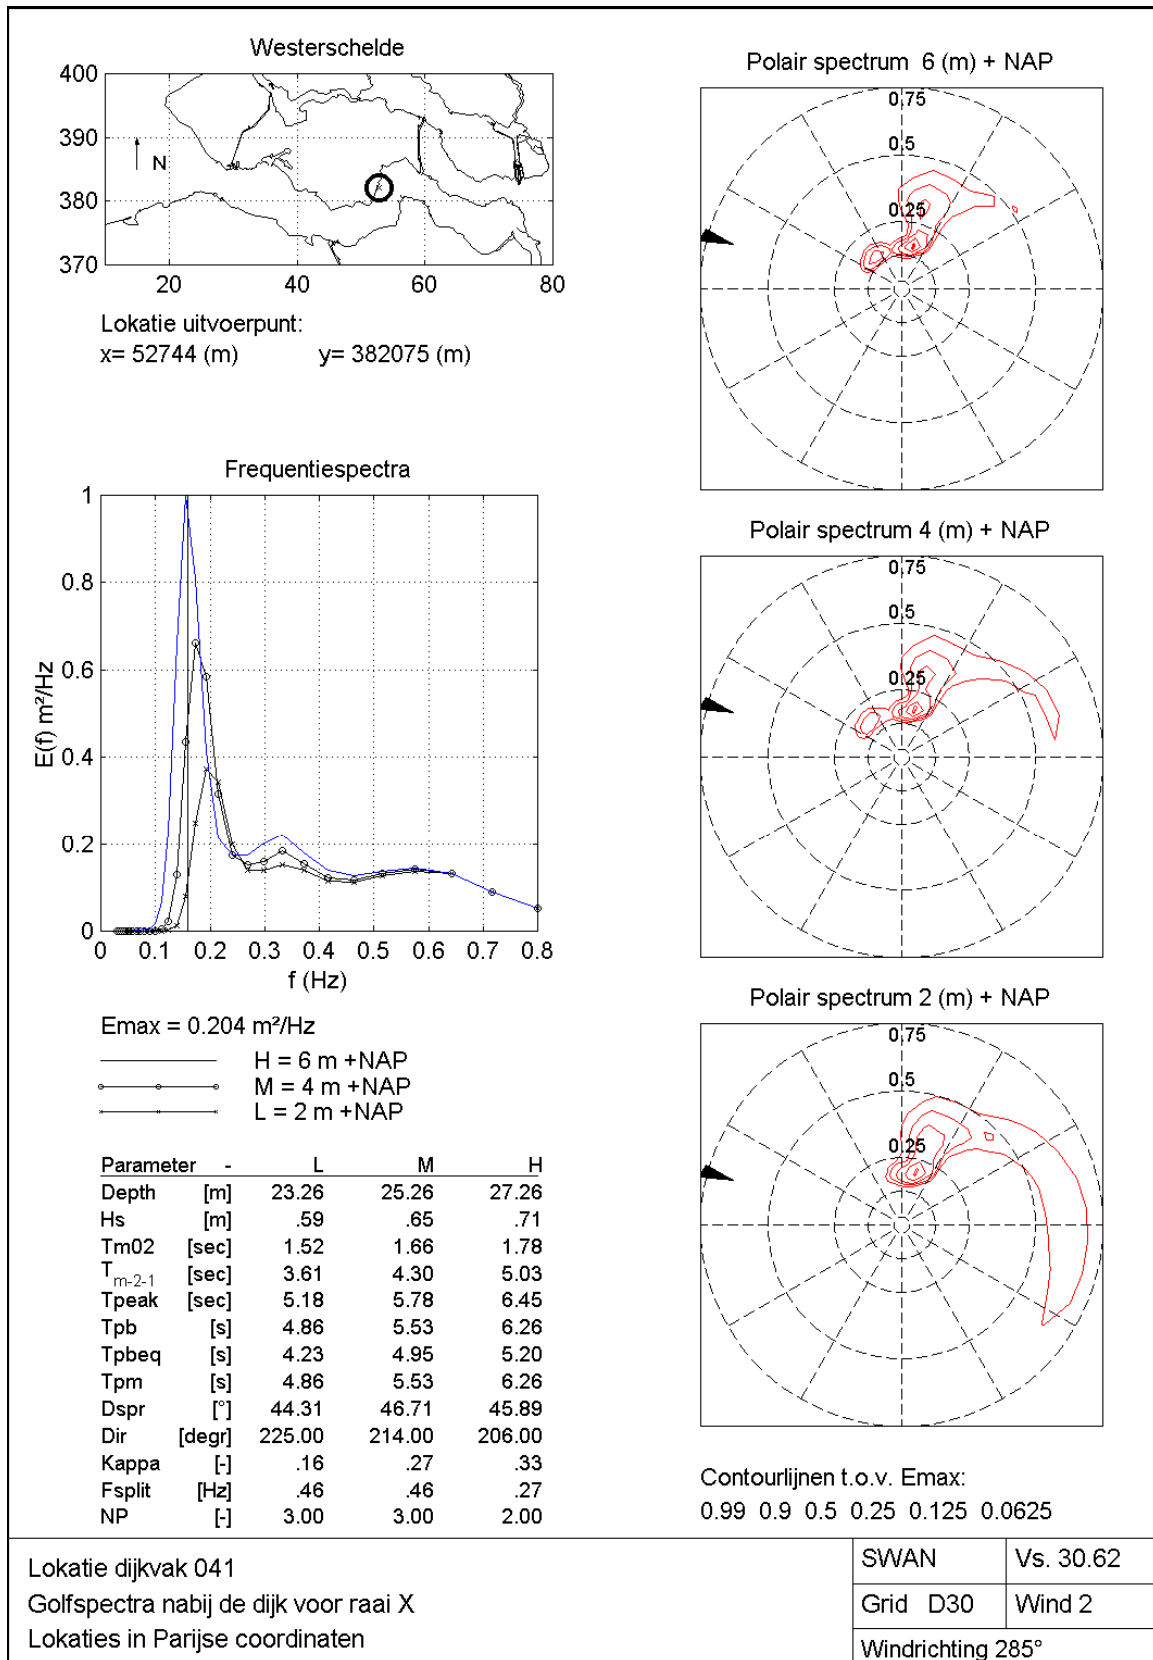 Westerschelde
400
390
380
370
N
20 40 60 80
Lokatie uitvoerpunt:
x= 52744 (m) y= 382075 (m)
Frequentiespectra
E(f) m²/Hz
1
0.8
0.6
0.4
0.2
0
0 0.1 0.2 0.3 0.4 0.5 0.6 0.7 0.8
f (Hz)
Emax = 0.204 m²/Hz
H = 6 m +NAP
M = 4 m +NAP
L = 2 m +NAP
Parameter - L M H
Depth [m] 23.26 25.26 27.26
Hs [m] .59 .65 .71
Tm02 [sec] 1.52 1.66 1.78
T m-2-1 [sec] 3.61 4.30 5.03
Tpeak [sec] 5.18 5.78 6.45
Tpb [s] 4.86 5.53 6.26
Tpbeq [s] 4.23 4.95 5.20
Tpm [s] 4.86 5.53 6.26
Dspr [°] 44.31 46.71 45.89
Dir [degr] 225.00 214.00 206.00
Kappa [-] .16 .27 .33
Fsplit [Hz] .46 .46 .27
NP [-] 3.00 3.00 2.00
Polair spectrum 6 (m) + NAP
0.75
0.5
0.25
Polair spectrum 4 (m) + NAP
0.75
0.5
0.25
Polair spectrum 2 (m) + NAP
0.75
0.5
0.25
Contourlijnen t.o.v. Emax:
0.99 0.9 0.5 0.25 0.125 0.0625
Lokatie dijkvak 041
Golfspectra nabij de dijk voor raai X
Lokaties in Parijse coordinaten
SWAN Vs. 30.62
Grid D30 Wind 2
Windrichting 285°